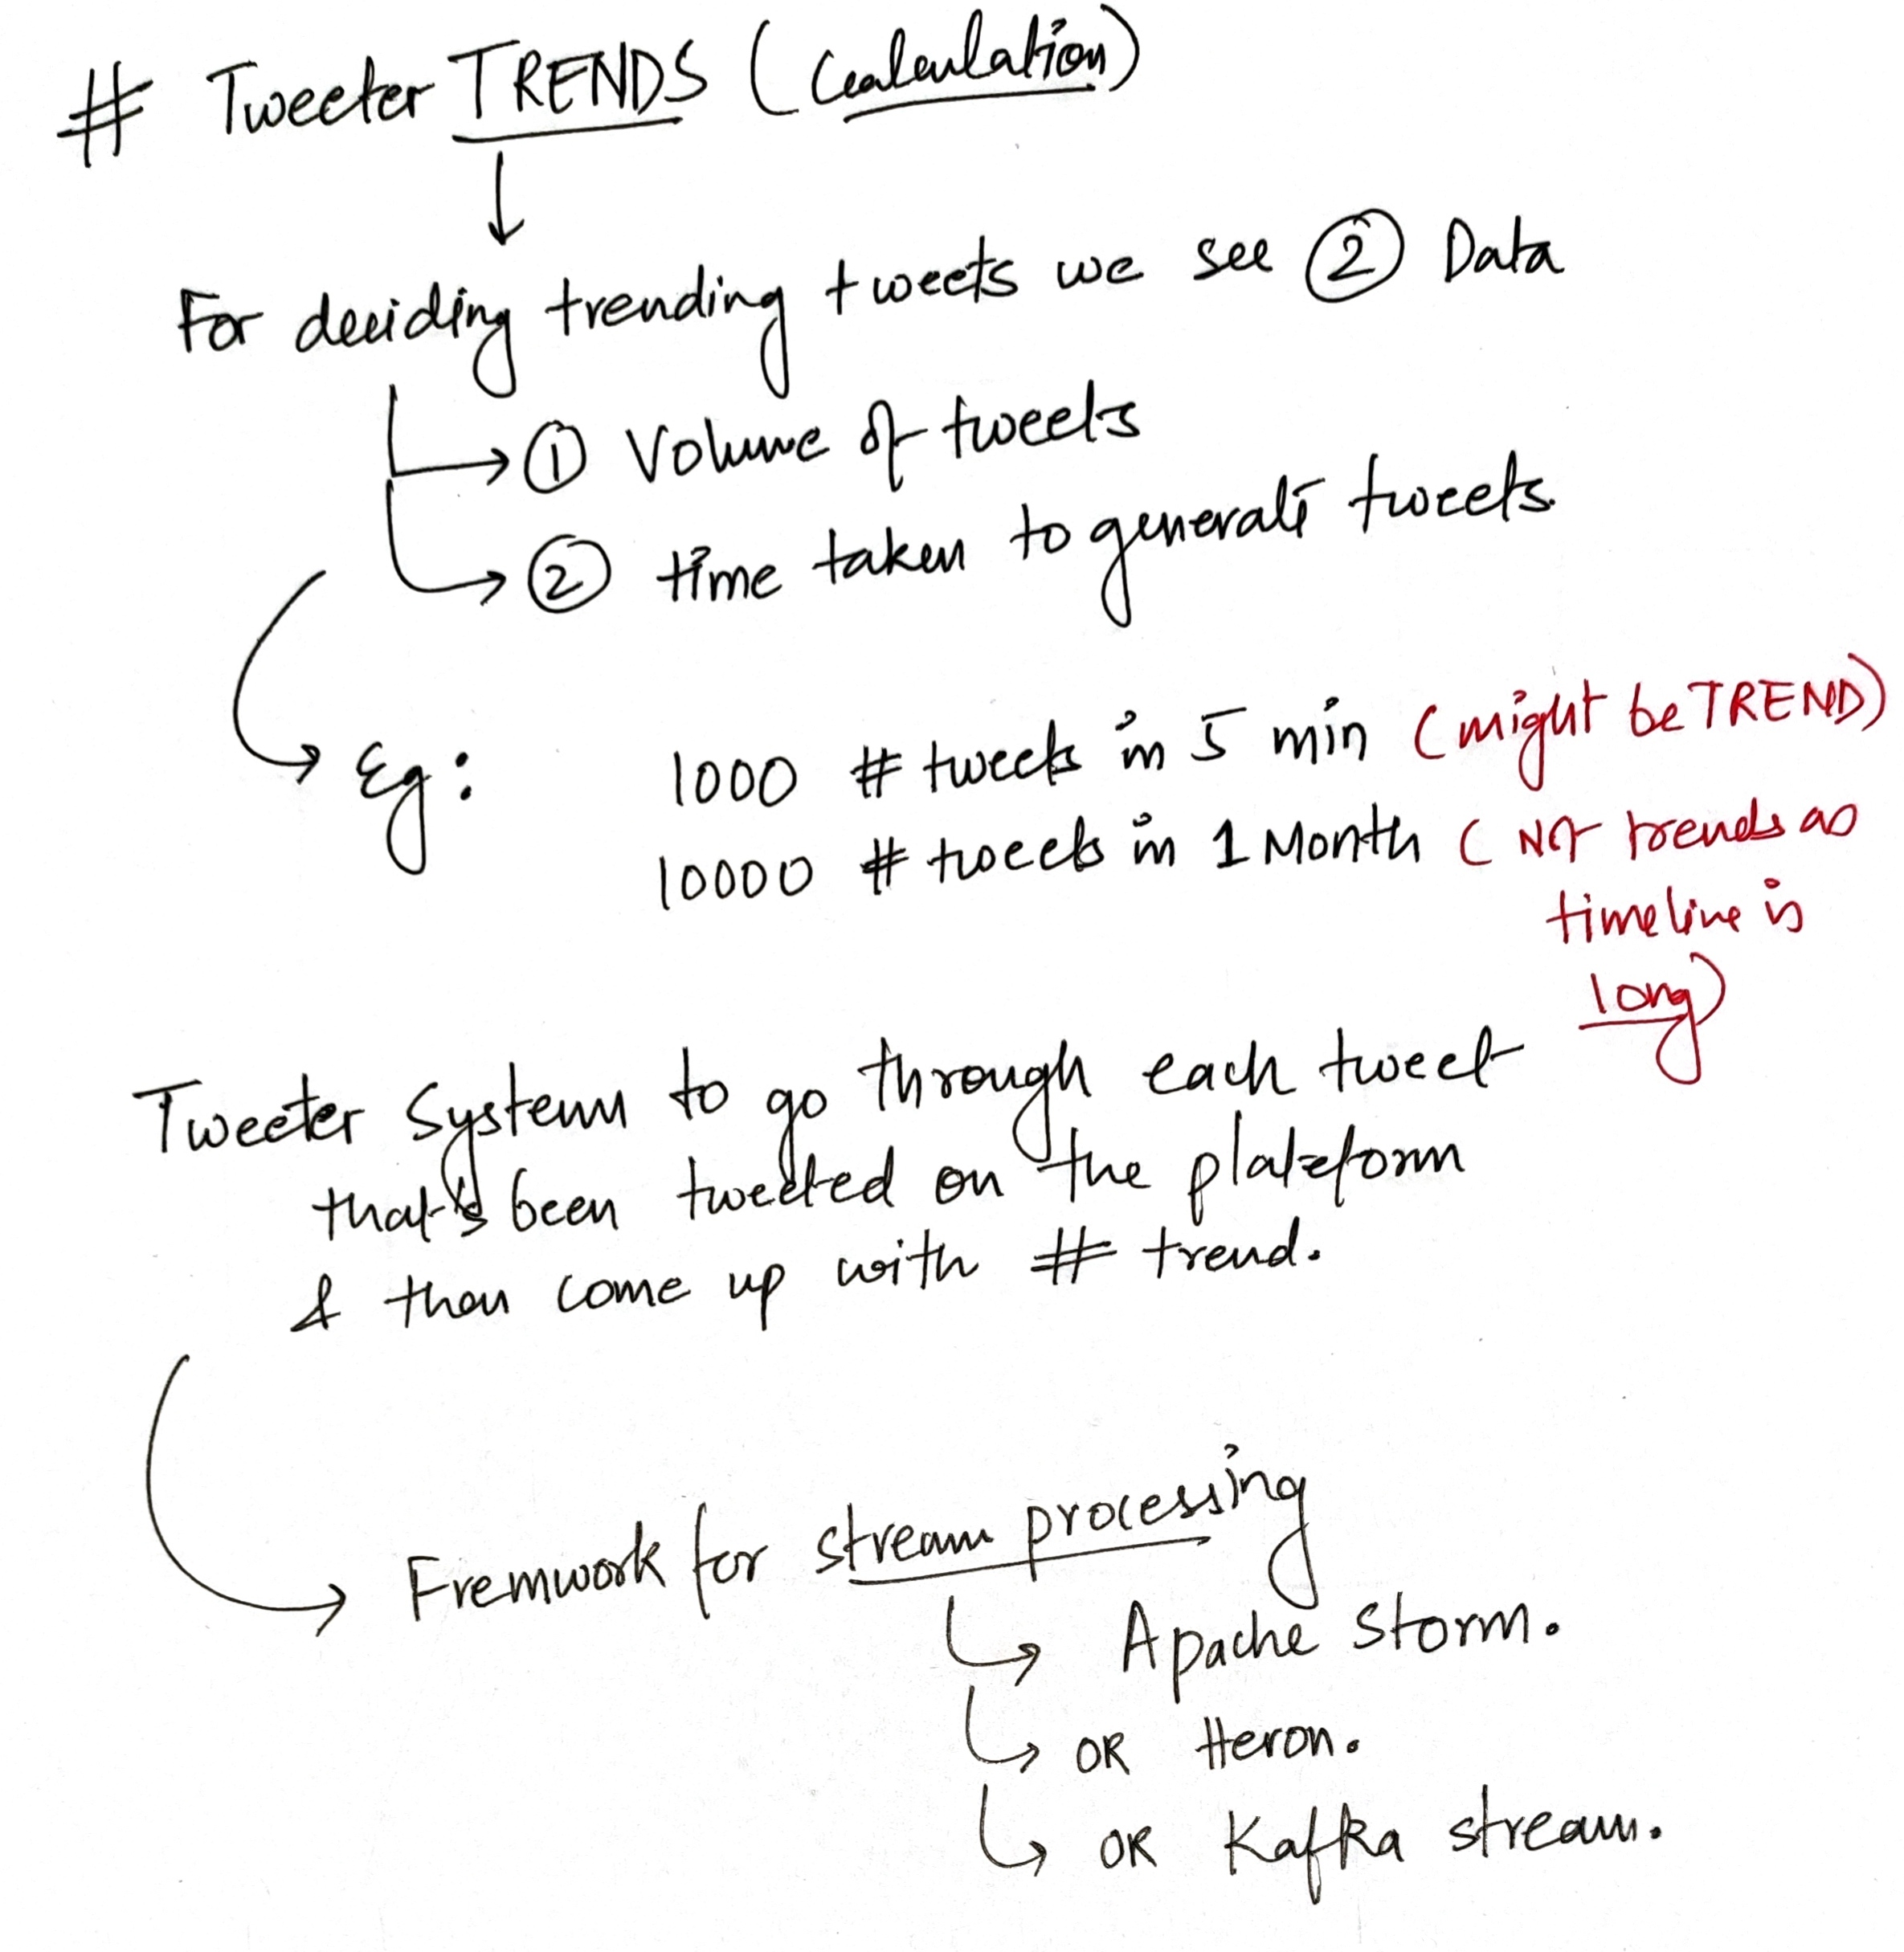 # Tweeter TRENDS (Calculation)
For deciding trending tweets we see ② Data
① Volume of tweets
② time taken to generate tweets.
Eg: 1000 # tweets in 5 min (might be TREND)
10000 # tweets in 1 Month (Not trends as
timeline is
long)
Tweeter system to go through each tweet
that's been tweeted on the plateform
& then come up with # trend.
Fremwork for stream processing
Apache Storm.
OR Heron.
OR Kafka stream.